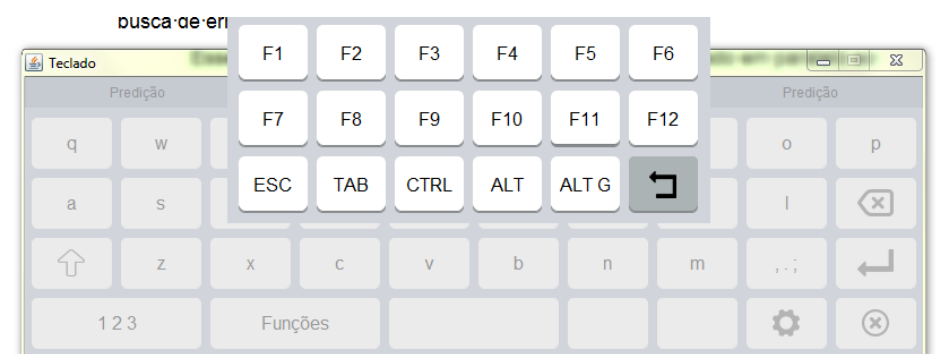 busca·de·er
Teclado
F1 F2 F3 F4 F5 F6
Predição Predição
F7 F8 F9 F10 F11 F12
q w o p
ESC TAB CTRL ALT ALT G
a s l
z x c v b n m , . ;
1 2 3 Funções